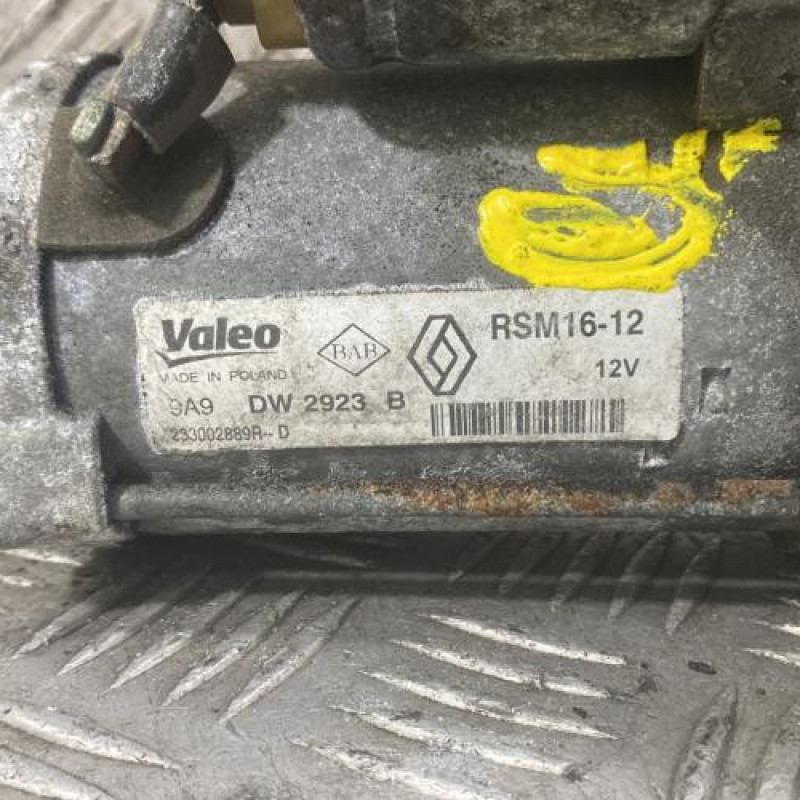 Valeo BAB RSM16-12
MADE IN POLAND 12V
9A9 DW 2923 B
233002889R--D